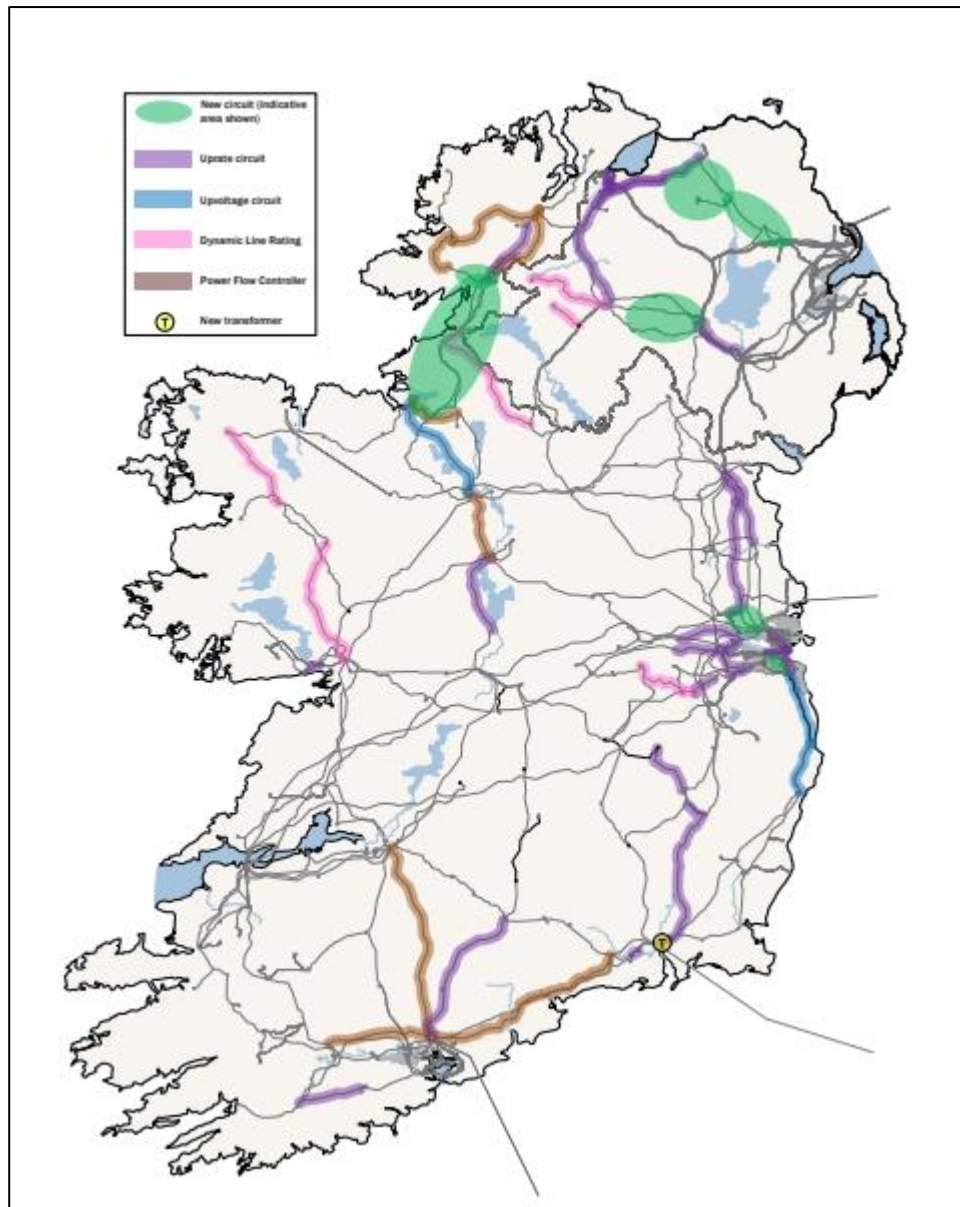 New circuit (indicative
area shown)
Uprate circuit
Upvoltage circuit
Dynamic Line Rating
Power Flow Controller
T
New transformer
T